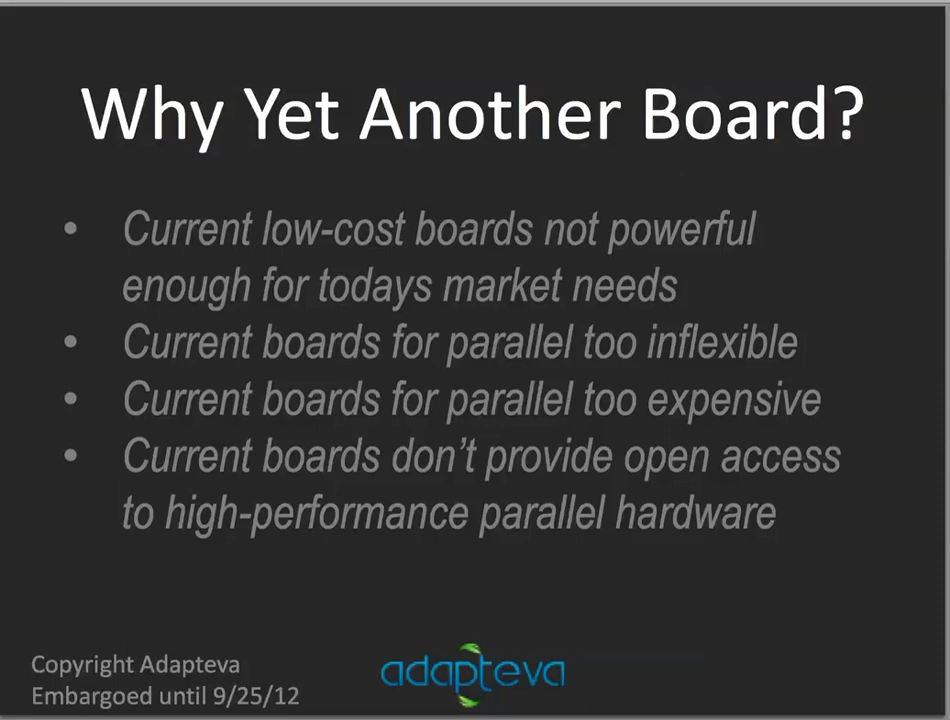 Why Yet Another Board?
• Current low-cost boards not powerful
enough for todays market needs
• Current boards for parallel too inflexible
• Current boards for parallel too expensive
• Current boards don't provide open access
to high-performance parallel hardware
Copyright Adapteva
Embargoed until 9/25/12
adapteva